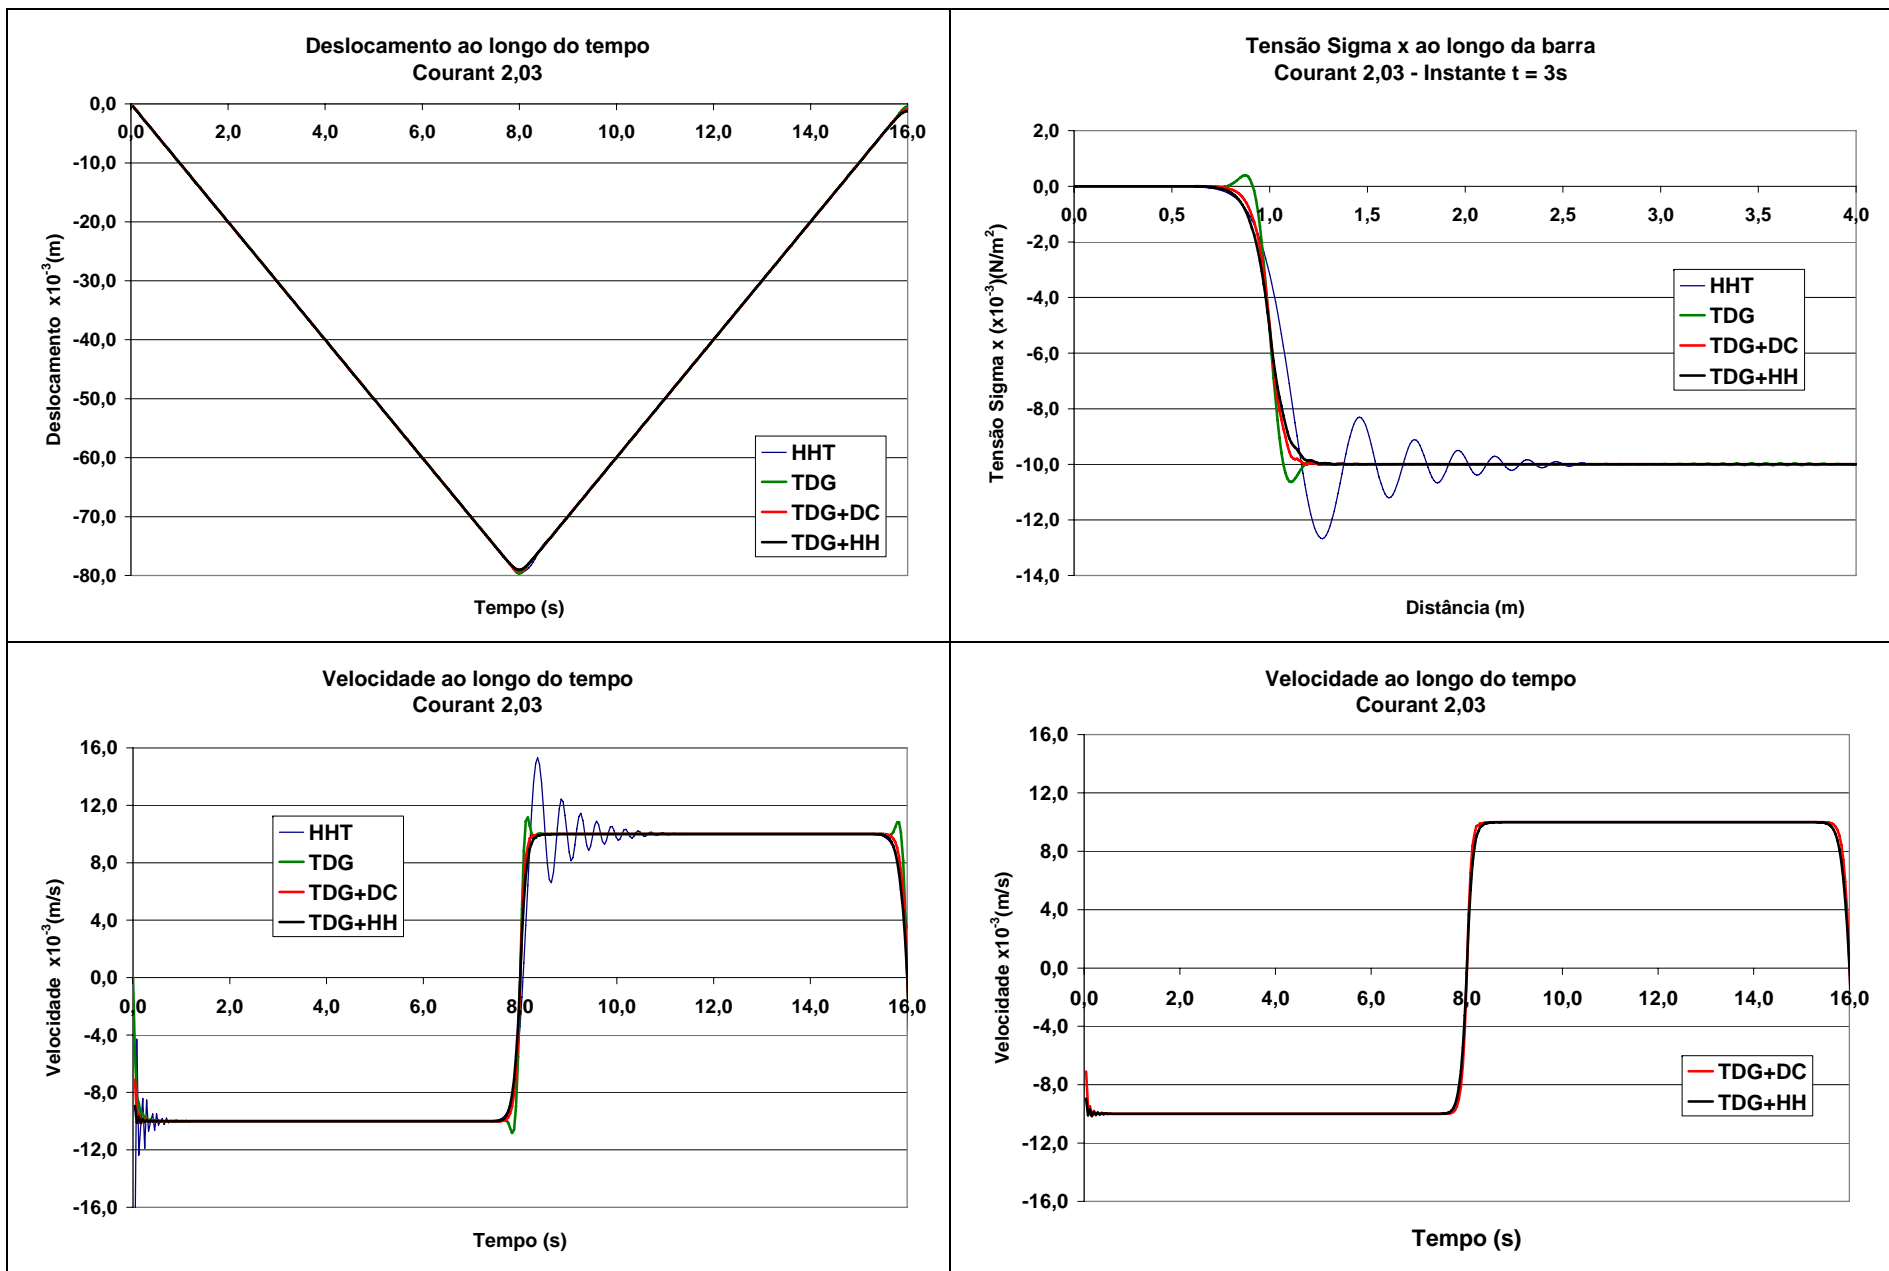 Deslocamento ao longo do tempo
Courant 2,03
0,0
-10,0
-20,0
-30,0
-40,0
-50,0
-60,0
-70,0
-80,0
0,0 2,0 4,0 6,0 8,0 10,0 12,0 14,0 16,0
Deslocamento x10⁻³(m)
Tempo (s)
HHT
TDG
TDG+DC
TDG+HH
Tensão Sigma x ao longo da barra
Courant 2,03 - Instante t = 3s
2,0
0,0
-2,0
-4,0
-6,0
-8,0
-10,0
-12,0
-14,0
0,0 0,5 1,0 1,5 2,0 2,5 3,0 3,5 4,0
Tensão Sigma x (x10⁻³)(N/m²)
Distância (m)
HHT
TDG
TDG+DC
TDG+HH
Velocidade ao longo do tempo
Courant 2,03
16,0
12,0
8,0
4,0
0,0
-4,0
-8,0
-12,0
-16,0
0,0 2,0 4,0 6,0 8,0 10,0 12,0 14,0 16,0
Velocidade x10⁻³(m/s)
Tempo (s)
HHT
TDG
TDG+DC
TDG+HH
Velocidade ao longo do tempo
Courant 2,03
16,0
12,0
8,0
4,0
0,0
-4,0
-8,0
-12,0
-16,0
0,0 2,0 4,0 6,0 8,0 10,0 12,0 14,0 16,0
Velocidade x10⁻³(m/s)
Tempo (s)
TDG+DC
TDG+HH